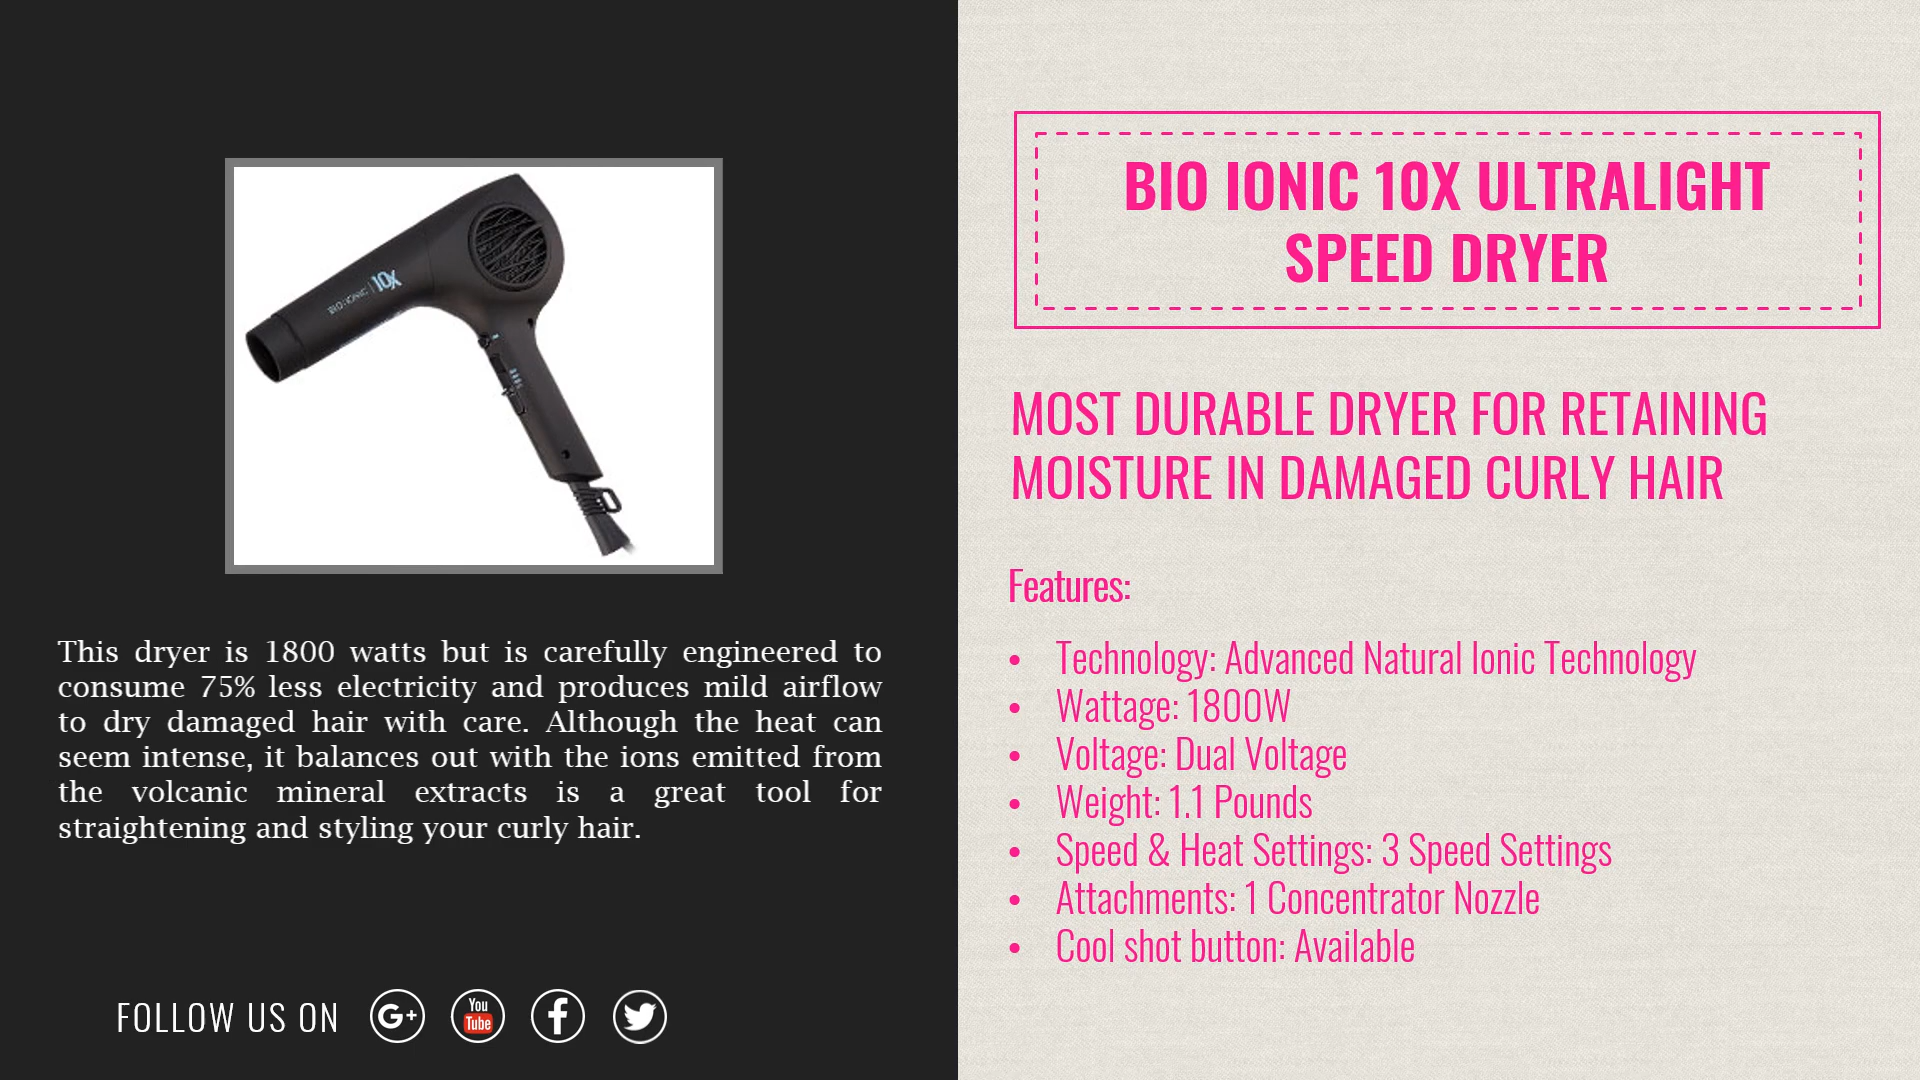 BIO IONIC | 10X
This dryer is 1800 watts but is carefully engineered to
consume 75% less electricity and produces mild airflow
to dry damaged hair with care. Although the heat can
seem intense, it balances out with the ions emitted from
the volcanic mineral extracts is a great tool for
straightening and styling your curly hair.
FOLLOW US ON G+ You Tube f
BIO IONIC 10X ULTRALIGHT
SPEED DRYER
MOST DURABLE DRYER FOR RETAINING
MOISTURE IN DAMAGED CURLY HAIR
Features:
• Technology: Advanced Natural Ionic Technology
• Wattage: 1800W
• Voltage: Dual Voltage
• Weight: 1.1 Pounds
• Speed & Heat Settings: 3 Speed Settings
• Attachments: 1 Concentrator Nozzle
• Cool shot button: Available